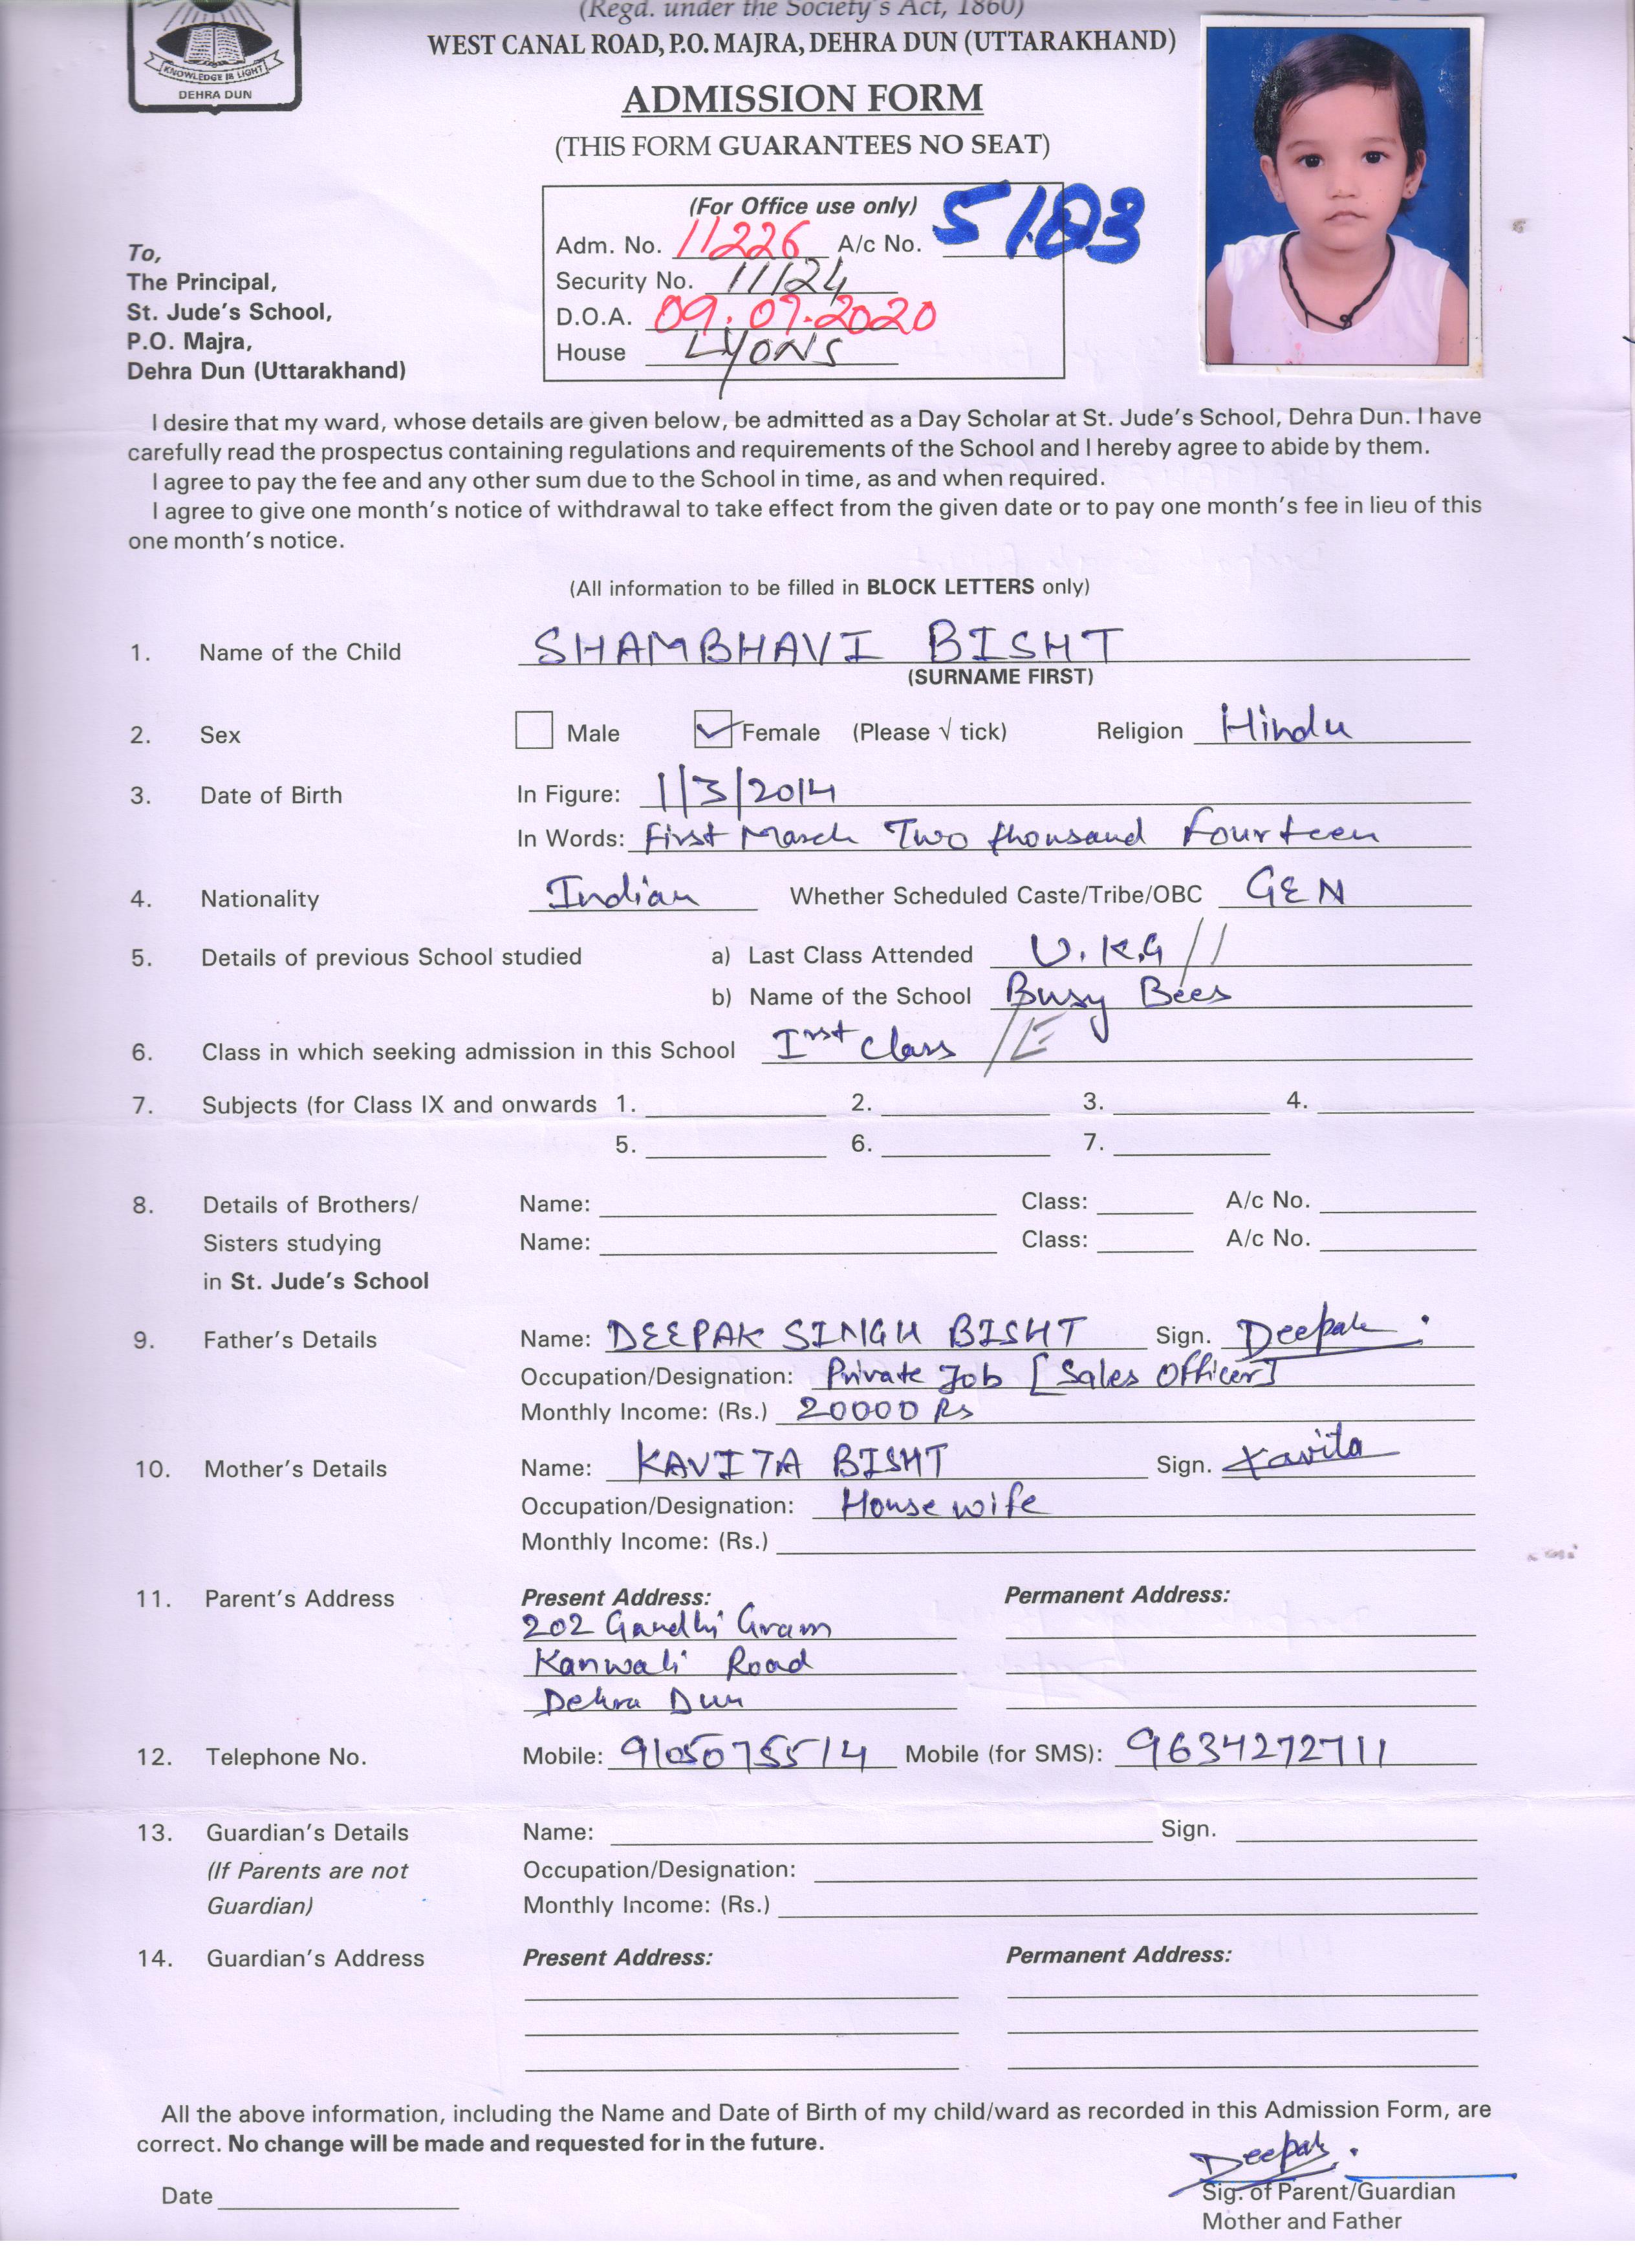 (Regd. under the Society's Act, 1860)
WEST CANAL ROAD, P.O. MAJRA, DEHRA DUN (UTTARAKHAND)
KNOWLEDGE IS LIGHT
DEHRA DUN
ADMISSION FORM
(THIS FORM GUARANTEES NO SEAT)
(For Office use only)
Adm. No. 11226 A/c No. 5183
Security No. 11124
D.O.A. 09.07.2020
House LYONS
To,
The Principal,
St. Jude's School,
P.O. Majra,
Dehra Dun (Uttarakhand)
I desire that my ward, whose details are given below, be admitted as a Day Scholar at St. Jude's School, Dehra Dun. I have
carefully read the prospectus containing regulations and requirements of the School and I hereby agree to abide by them.
I agree to pay the fee and any other sum due to the School in time, as and when required.
I agree to give one month's notice of withdrawal to take effect from the given date or to pay one month's fee in lieu of this
one month's notice.
(All information to be filled in BLOCK LETTERS only)
1. Name of the Child SHAMBHAVI BISHT
(SURNAME FIRST)
2. Sex Male Female (Please √ tick) Religion Hindu
3. Date of Birth In Figure: 1/3/2014
In Words: First March Two thousand Fourteen
4. Nationality Indian Whether Scheduled Caste/Tribe/OBC GEN
5. Details of previous School studied a) Last Class Attended U.K.G //
b) Name of the School Busy Bees
6. Class in which seeking admission in this School Irst Class /E
7. Subjects (for Class IX and onwards 1. 2. 3. 4.
5. 6. 7.
8. Details of Brothers/ Name: Class: A/c No.
Sisters studying Name: Class: A/c No.
in St. Jude's School
9. Father's Details Name: DEEPAK SINGH BISHT Sign. Deepak
Occupation/Designation: Private Job [Sales Officer]
Monthly Income: (Rs.) 20000 Rs
10. Mother's Details Name: KAVITA BISHT Sign. Kavita
Occupation/Designation: House wife
Monthly Income: (Rs.)
11. Parent's Address Present Address: Permanent Address:
202 Gandhi Gram
Kanwali Road
Dehra Dun
12. Telephone No. Mobile: 9105075514 Mobile (for SMS): 9634272711
13. Guardian's Details Name: Sign.
(If Parents are not Occupation/Designation:
Guardian) Monthly Income: (Rs.)
14. Guardian's Address Present Address: Permanent Address:
All the above information, including the Name and Date of Birth of my child/ward as recorded in this Admission Form, are
correct. No change will be made and requested for in the future.
Deepak
Date
Sig. of Parent/Guardian
Mother and Father